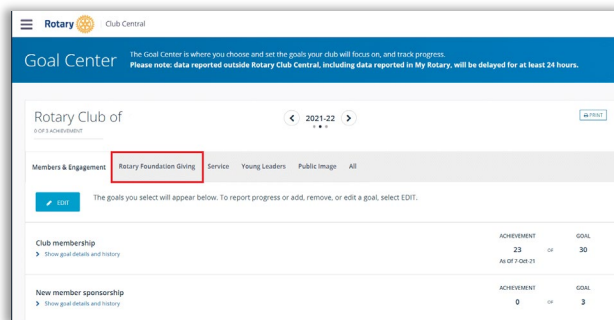 Rotary Club Central
Goal Center
The Goal Center is where you choose and set the goals your club will focus on, and track progress.
Please note: data reported outside Rotary Club Central, including data reported in My Rotary, will be delayed for at least 24 hours.
Rotary Club of
0 OF 3 ACHIEVEMENT
2021-22
PRINT
Members & Engagement Rotary Foundation Giving Service Young Leaders Public Image All
EDIT
The goals you select will appear below. To report progress or add, remove, or edit a goal, select EDIT.
Club membership
Show goal details and history
ACHIEVEMENT GOAL
23 OF 30
As Of 7-Oct-21
New member sponsorship
Show goal details and history
ACHIEVEMENT GOAL
0 OF 3